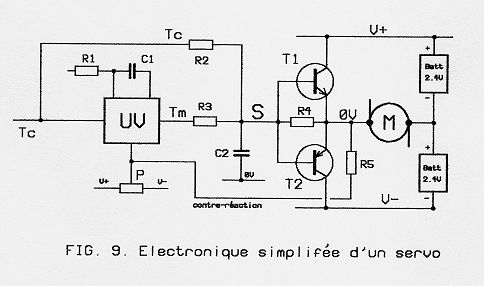 Tc
V+
R1
C1
R2
T1
+
Batt
2.4V
-
UV
Tm
R3
S
R4
0V
M
Tc
C2
0V
+
Batt
2.4V
-
P
V+
V-
T2
R5
contre-réaction
V-
FIG. 9. Electronique simplifée d'un servo